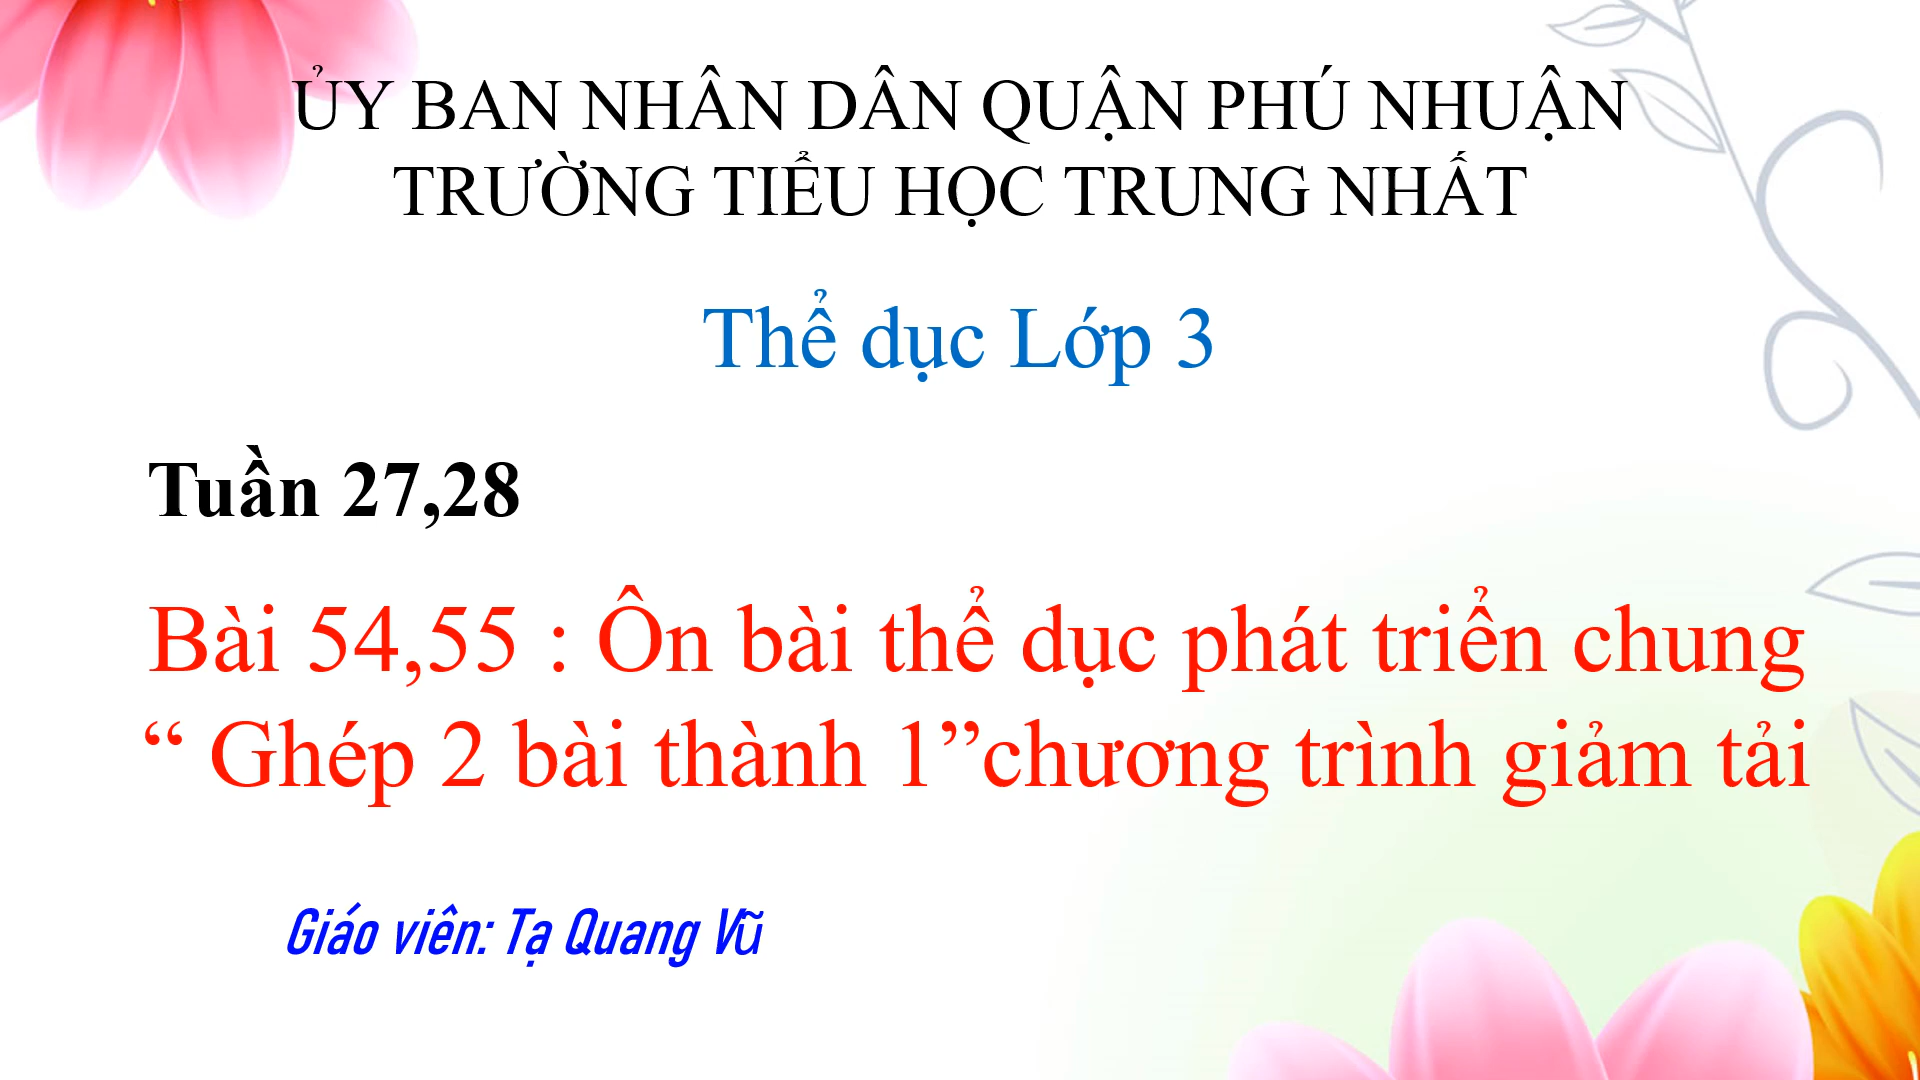 ỦY BAN NHÂN DÂN QUẬN PHÚ NHUẬN
TRƯỜNG TIỂU HỌC TRUNG NHẤT
Thể dục Lớp 3
Tuần 27,28
Bài 54,55 : Ôn bài thể dục phát triển chung
“ Ghép 2 bài thành 1”chương trình giảm tải
Giáo viên: Tạ Quang Vũ